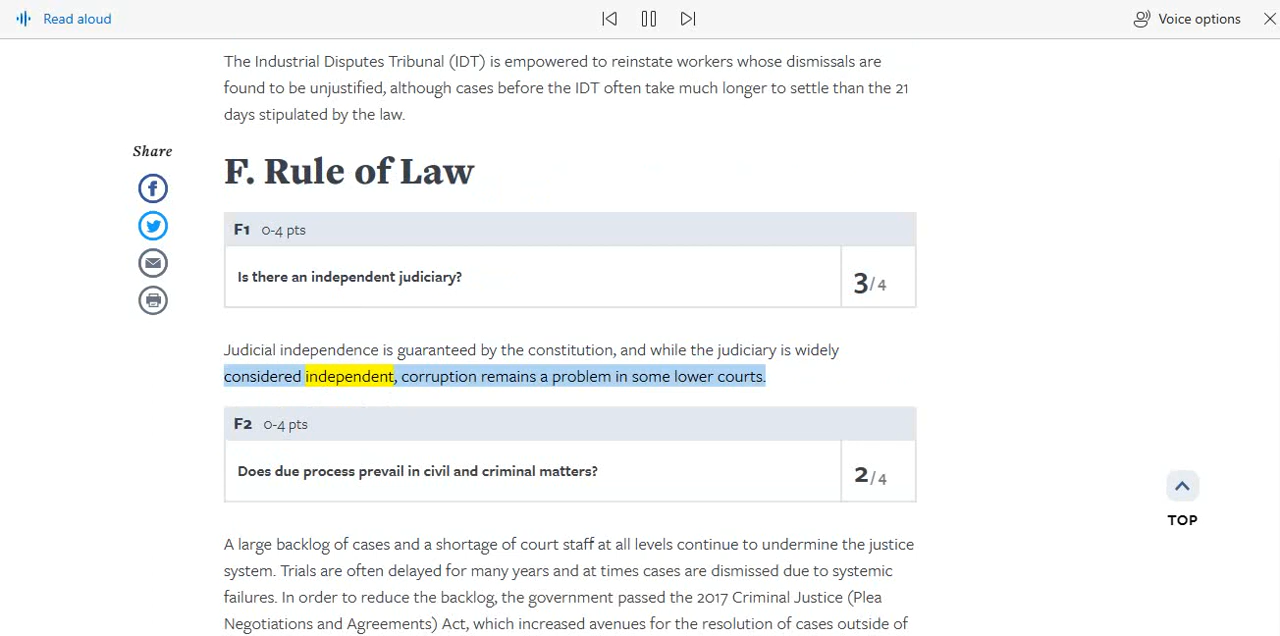 Read aloud
Voice options
The Industrial Disputes Tribunal (IDT) is empowered to reinstate workers whose dismissals are
found to be unjustified, although cases before the IDT often take much longer to settle than the 21
days stipulated by the law.
Share
F. Rule of Law
F1 0-4 pts
Is there an independent judiciary?
3/4
Judicial independence is guaranteed by the constitution, and while the judiciary is widely
considered independent, corruption remains a problem in some lower courts.
F2 0-4 pts
Does due process prevail in civil and criminal matters?
2/4
TOP
A large backlog of cases and a shortage of court staff at all levels continue to undermine the justice
system. Trials are often delayed for many years and at times cases are dismissed due to systemic
failures. In order to reduce the backlog, the government passed the 2017 Criminal Justice (Plea
Negotiations and Agreements) Act, which increased avenues for the resolution of cases outside of